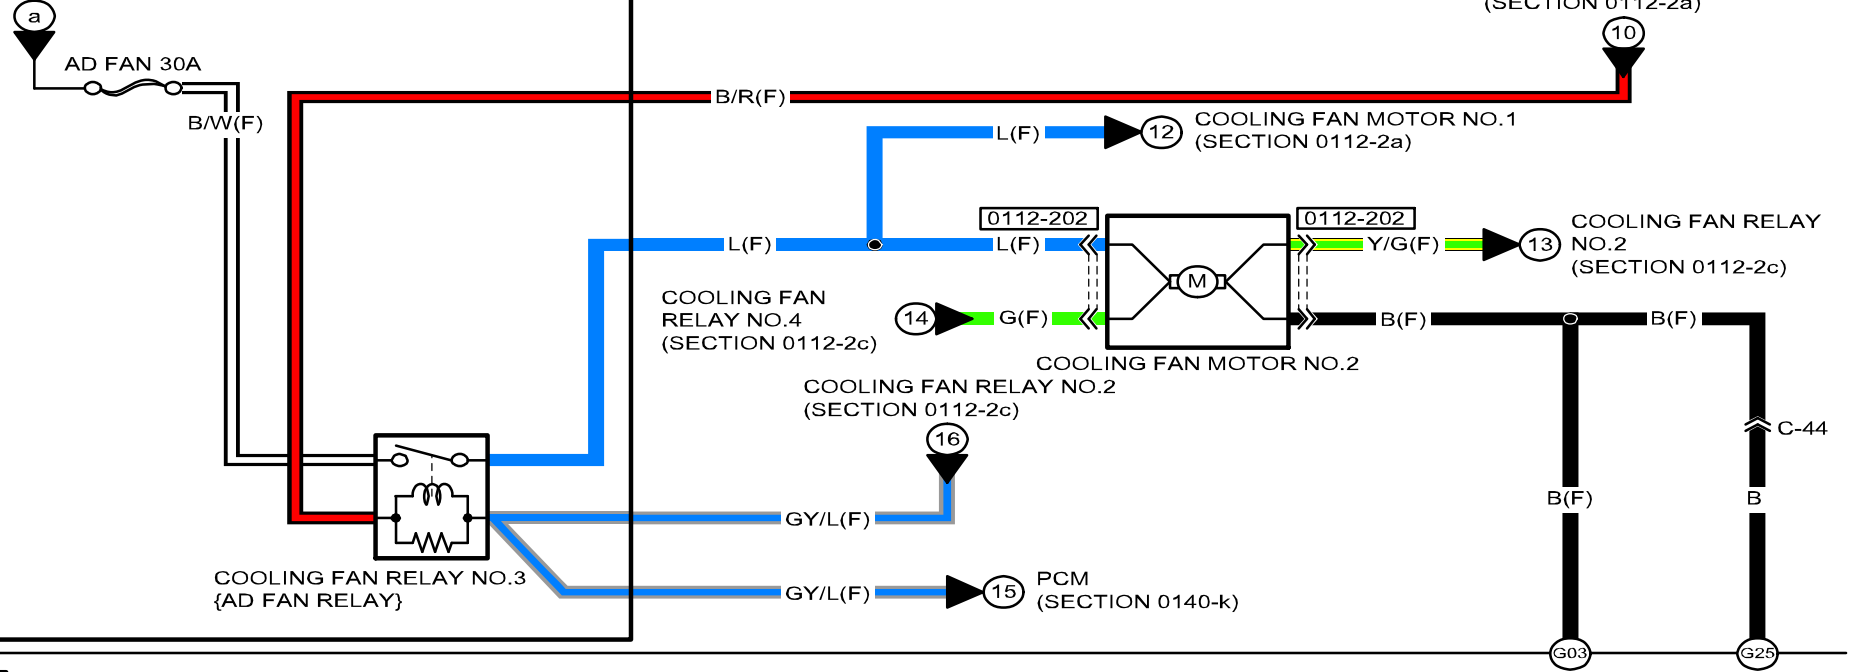 (SECTION 0112-2a)
a
10
AD FAN 30A
B/R(F)
B/W(F)
L(F)
12
COOLING FAN MOTOR NO.1
(SECTION 0112-2a)
0112-202
0112-202
L(F)
L(F)
Y/G(F)
13
COOLING FAN RELAY
NO.2
(SECTION 0112-2c)
M
COOLING FAN
RELAY NO.4
(SECTION 0112-2c)
14
G(F)
B(F)
B(F)
COOLING FAN MOTOR NO.2
COOLING FAN RELAY NO.2
(SECTION 0112-2c)
16
C-44
B(F)
B
GY/L(F)
COOLING FAN RELAY NO.3
{AD FAN RELAY}
GY/L(F)
15
PCM
(SECTION 0140-k)
G03
G25